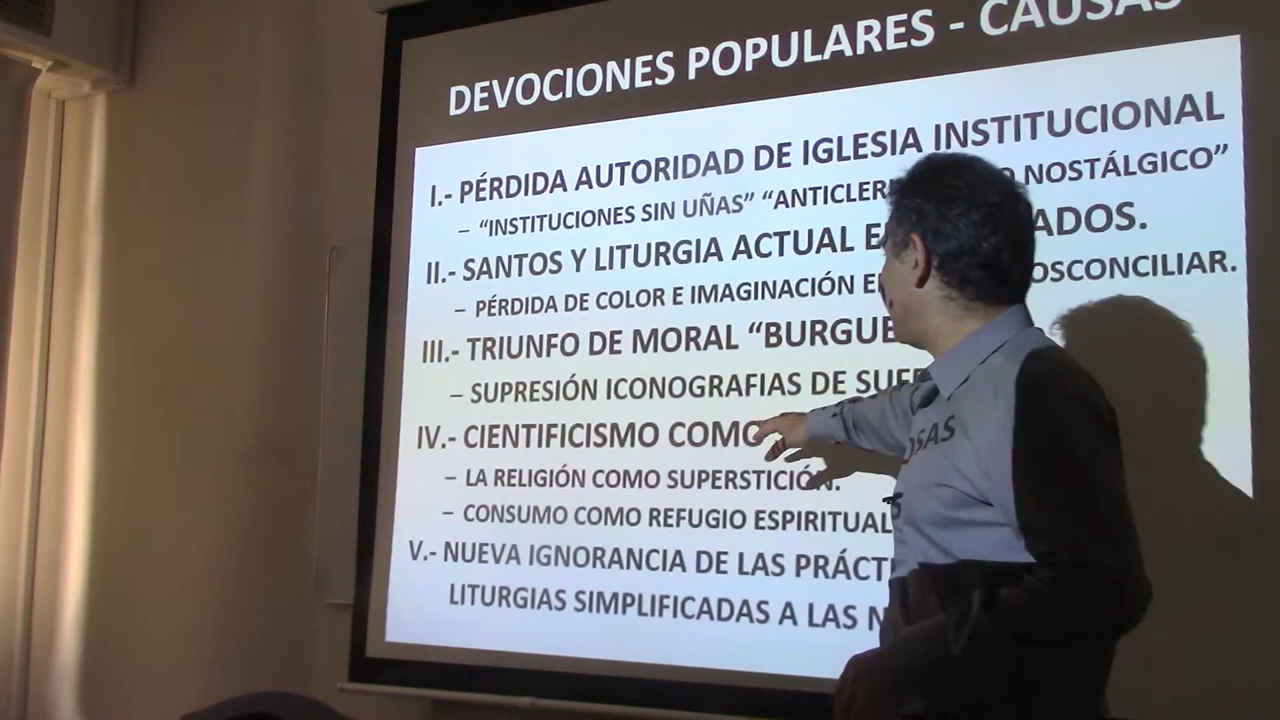 DEVOCIONES POPULARES - CAUSAS
I.- PÉRDIDA AUTORIDAD DE IGLESIA INSTITUCIONAL
– “INSTITUCIONES SIN UÑAS” “ANTICLERI O NOSTÁLGICO”
II.- SANTOS Y LITURGIA ACTUAL E ADOS.
– PÉRDIDA DE COLOR E IMAGINACIÓN E OSCONCILIAR.
III.- TRIUNFO DE MORAL “BURGUE
– SUPRESIÓN ICONOGRAFIAS DE SUF
IV.- CIENTIFICISMO COMO
OSAS
– LA RELIGIÓN COMO SUPERSTICIÓN.
– CONSUMO COMO REFUGIO ESPIRITUAL
V.- NUEVA IGNORANCIA DE LAS PRÁCT
LITURGIAS SIMPLIFICADAS A LAS N